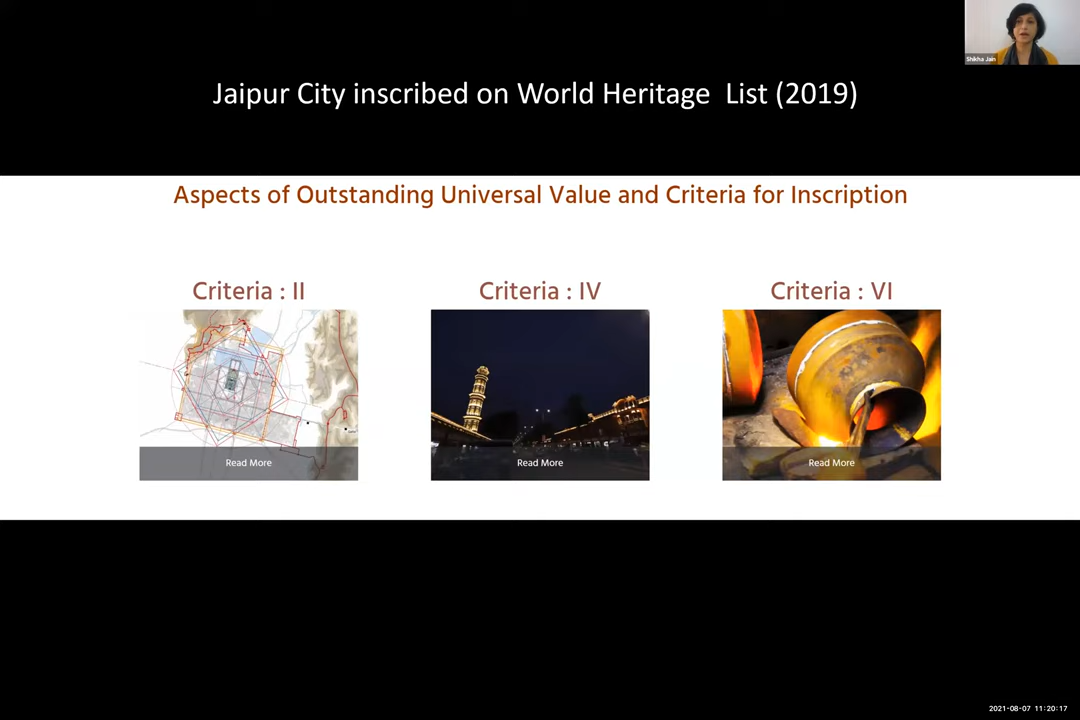 Shikha Jain
Jaipur City inscribed on World Heritage List (2019)
Aspects of Outstanding Universal Value and Criteria for Inscription
Criteria : II
Criteria : IV
Criteria : VI
Read More
Read More
Read More
2021-08-07 11:20:17